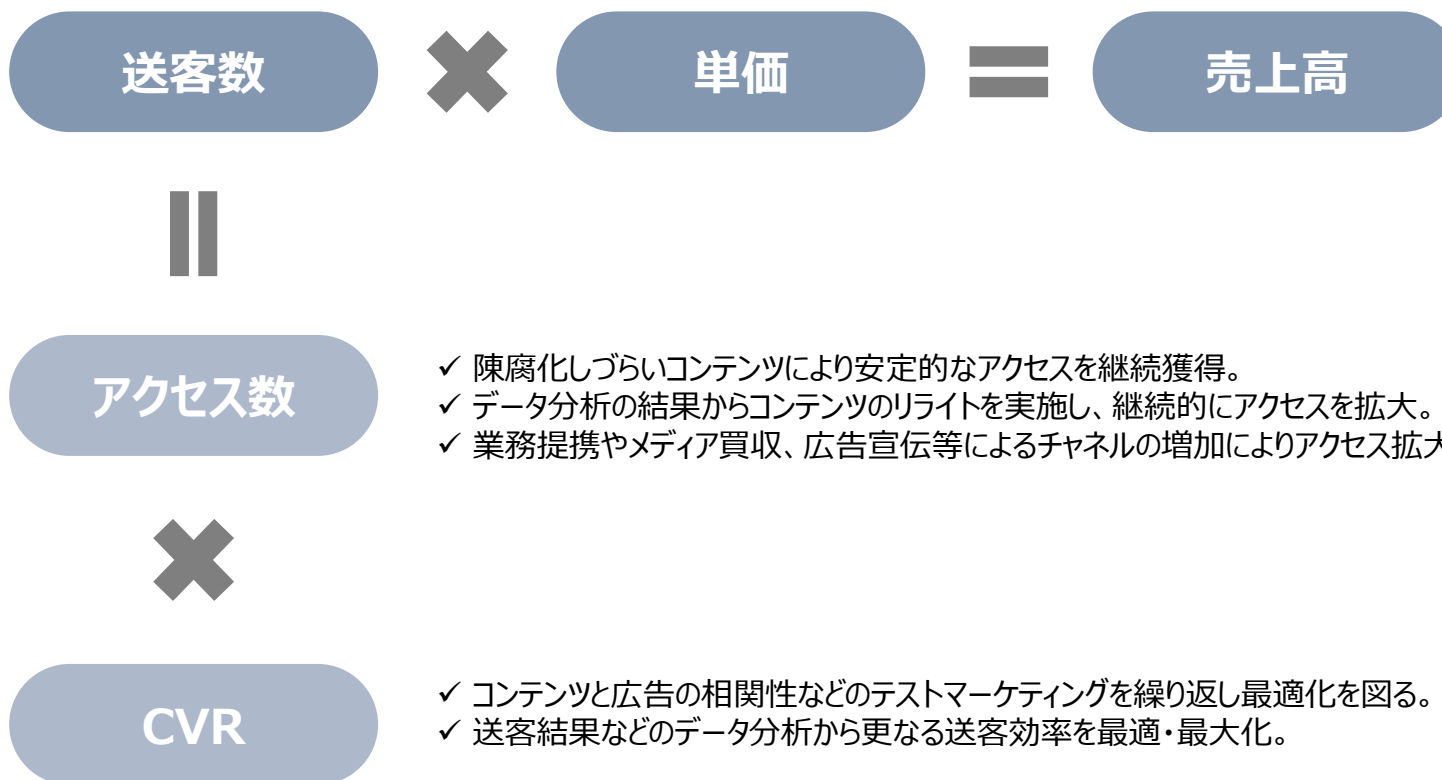 送客数 単価 売上高
アクセス数
✓ 陳腐化しづらいコンテンツにより安定的なアクセスを継続獲得。
✓ データ分析の結果からコンテンツのリライトを実施し、継続的にアクセスを拡大。
✓ 業務提携やメディア買収、広告宣伝等によるチャネルの増加によりアクセス拡大
CVR
✓ コンテンツと広告の相関性などのテストマーケティングを繰り返し最適化を図る。
✓ 送客結果などのデータ分析から更なる送客効率を最適・最大化。